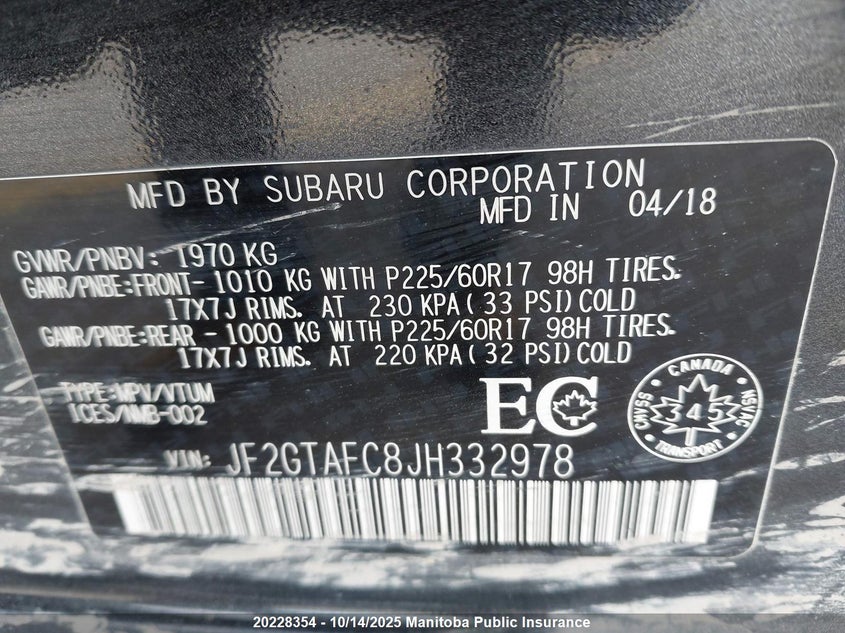 MFD BY SUBARU CORPORATION
MFD IN 04/18
GVWR/PNBV: 1970 KG
GAWR/PNBE:FRONT- 1010 KG WITH P225/60R17 98H TIRES.
17X7J RIMS. AT 230 KPA( 33 PSI)COLD
GAWR/PNBE:REAR - 1000 KG WITH P225/60R17 98H TIRES.
17X7J RIMS. AT 220 KPA( 32 PSI)COLD
TYPE:MPV/VTUM
ICES/NMB-002
EC
CANADA
CMVSS 345 NSVAC
TRANSPORT
VIN: JF2GTAFC8JH332978
20228354 - 10/14/2025 Manitoba Public Insurance